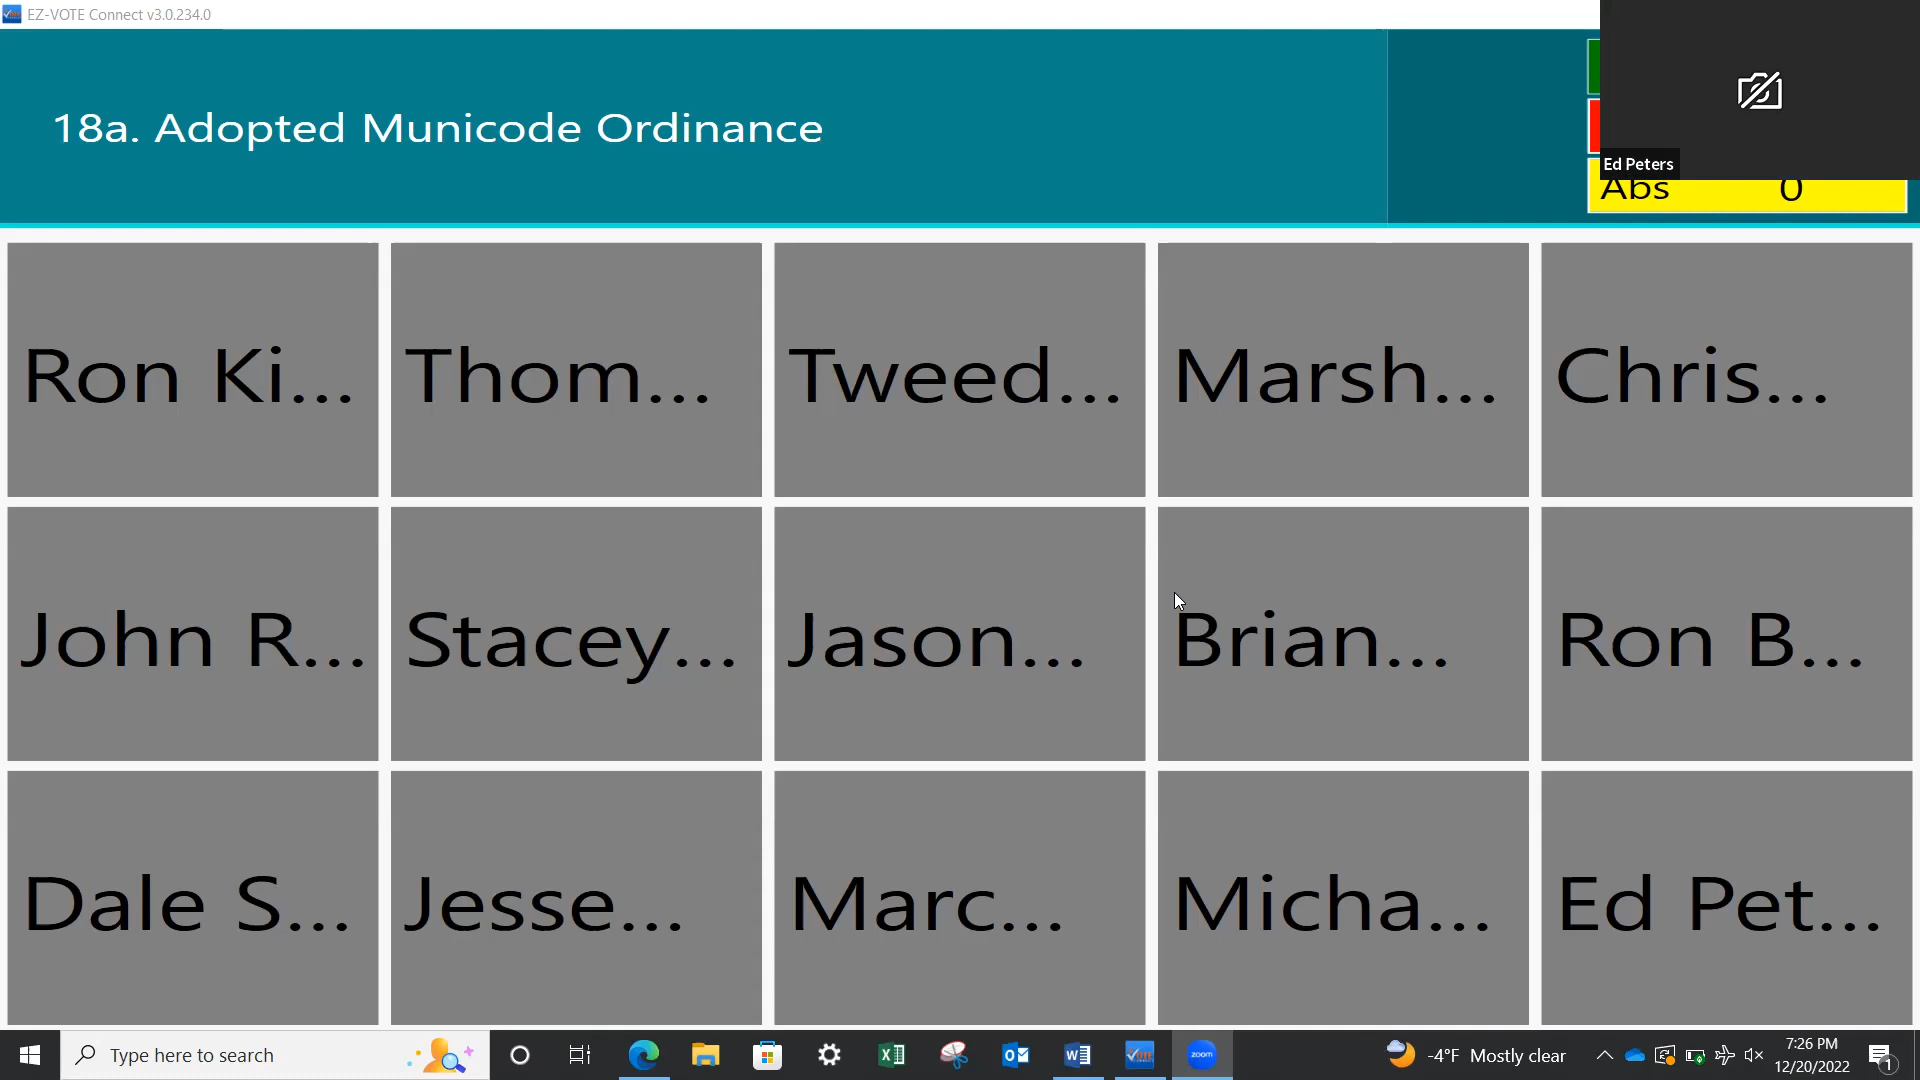 EZ-VOTE Connect v3.0.234.0
18a. Adopted Municode Ordinance
Ed Peters
Abs 0
Ron Ki... Thom... Tweed... Marsh... Chris...
John R... Stacey... Jason... Brian... Ron B...
Dale S... Jesse... Marc... Micha... Ed Pet...
Type here to search
zoom
-4°F Mostly clear
7:26 PM
12/20/2022
1